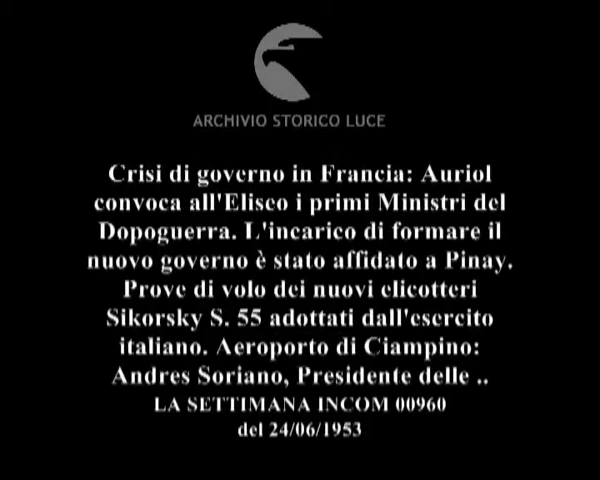 ARCHIVIO STORICO LUCE
Crisi di governo in Francia: Auriol
convoca all'Eliseo i primi Ministri del
Dopoguerra. L'incarico di formare il
nuovo governo è stato affidato a Pinay.
Prove di volo dei nuovi elicotteri
Sikorsky S. 55 adottati dall'esercito
italiano. Aeroporto di Ciampino:
Andres Soriano, Presidente delle ..
LA SETTIMANA INCOM 00960
del 24/06/1953